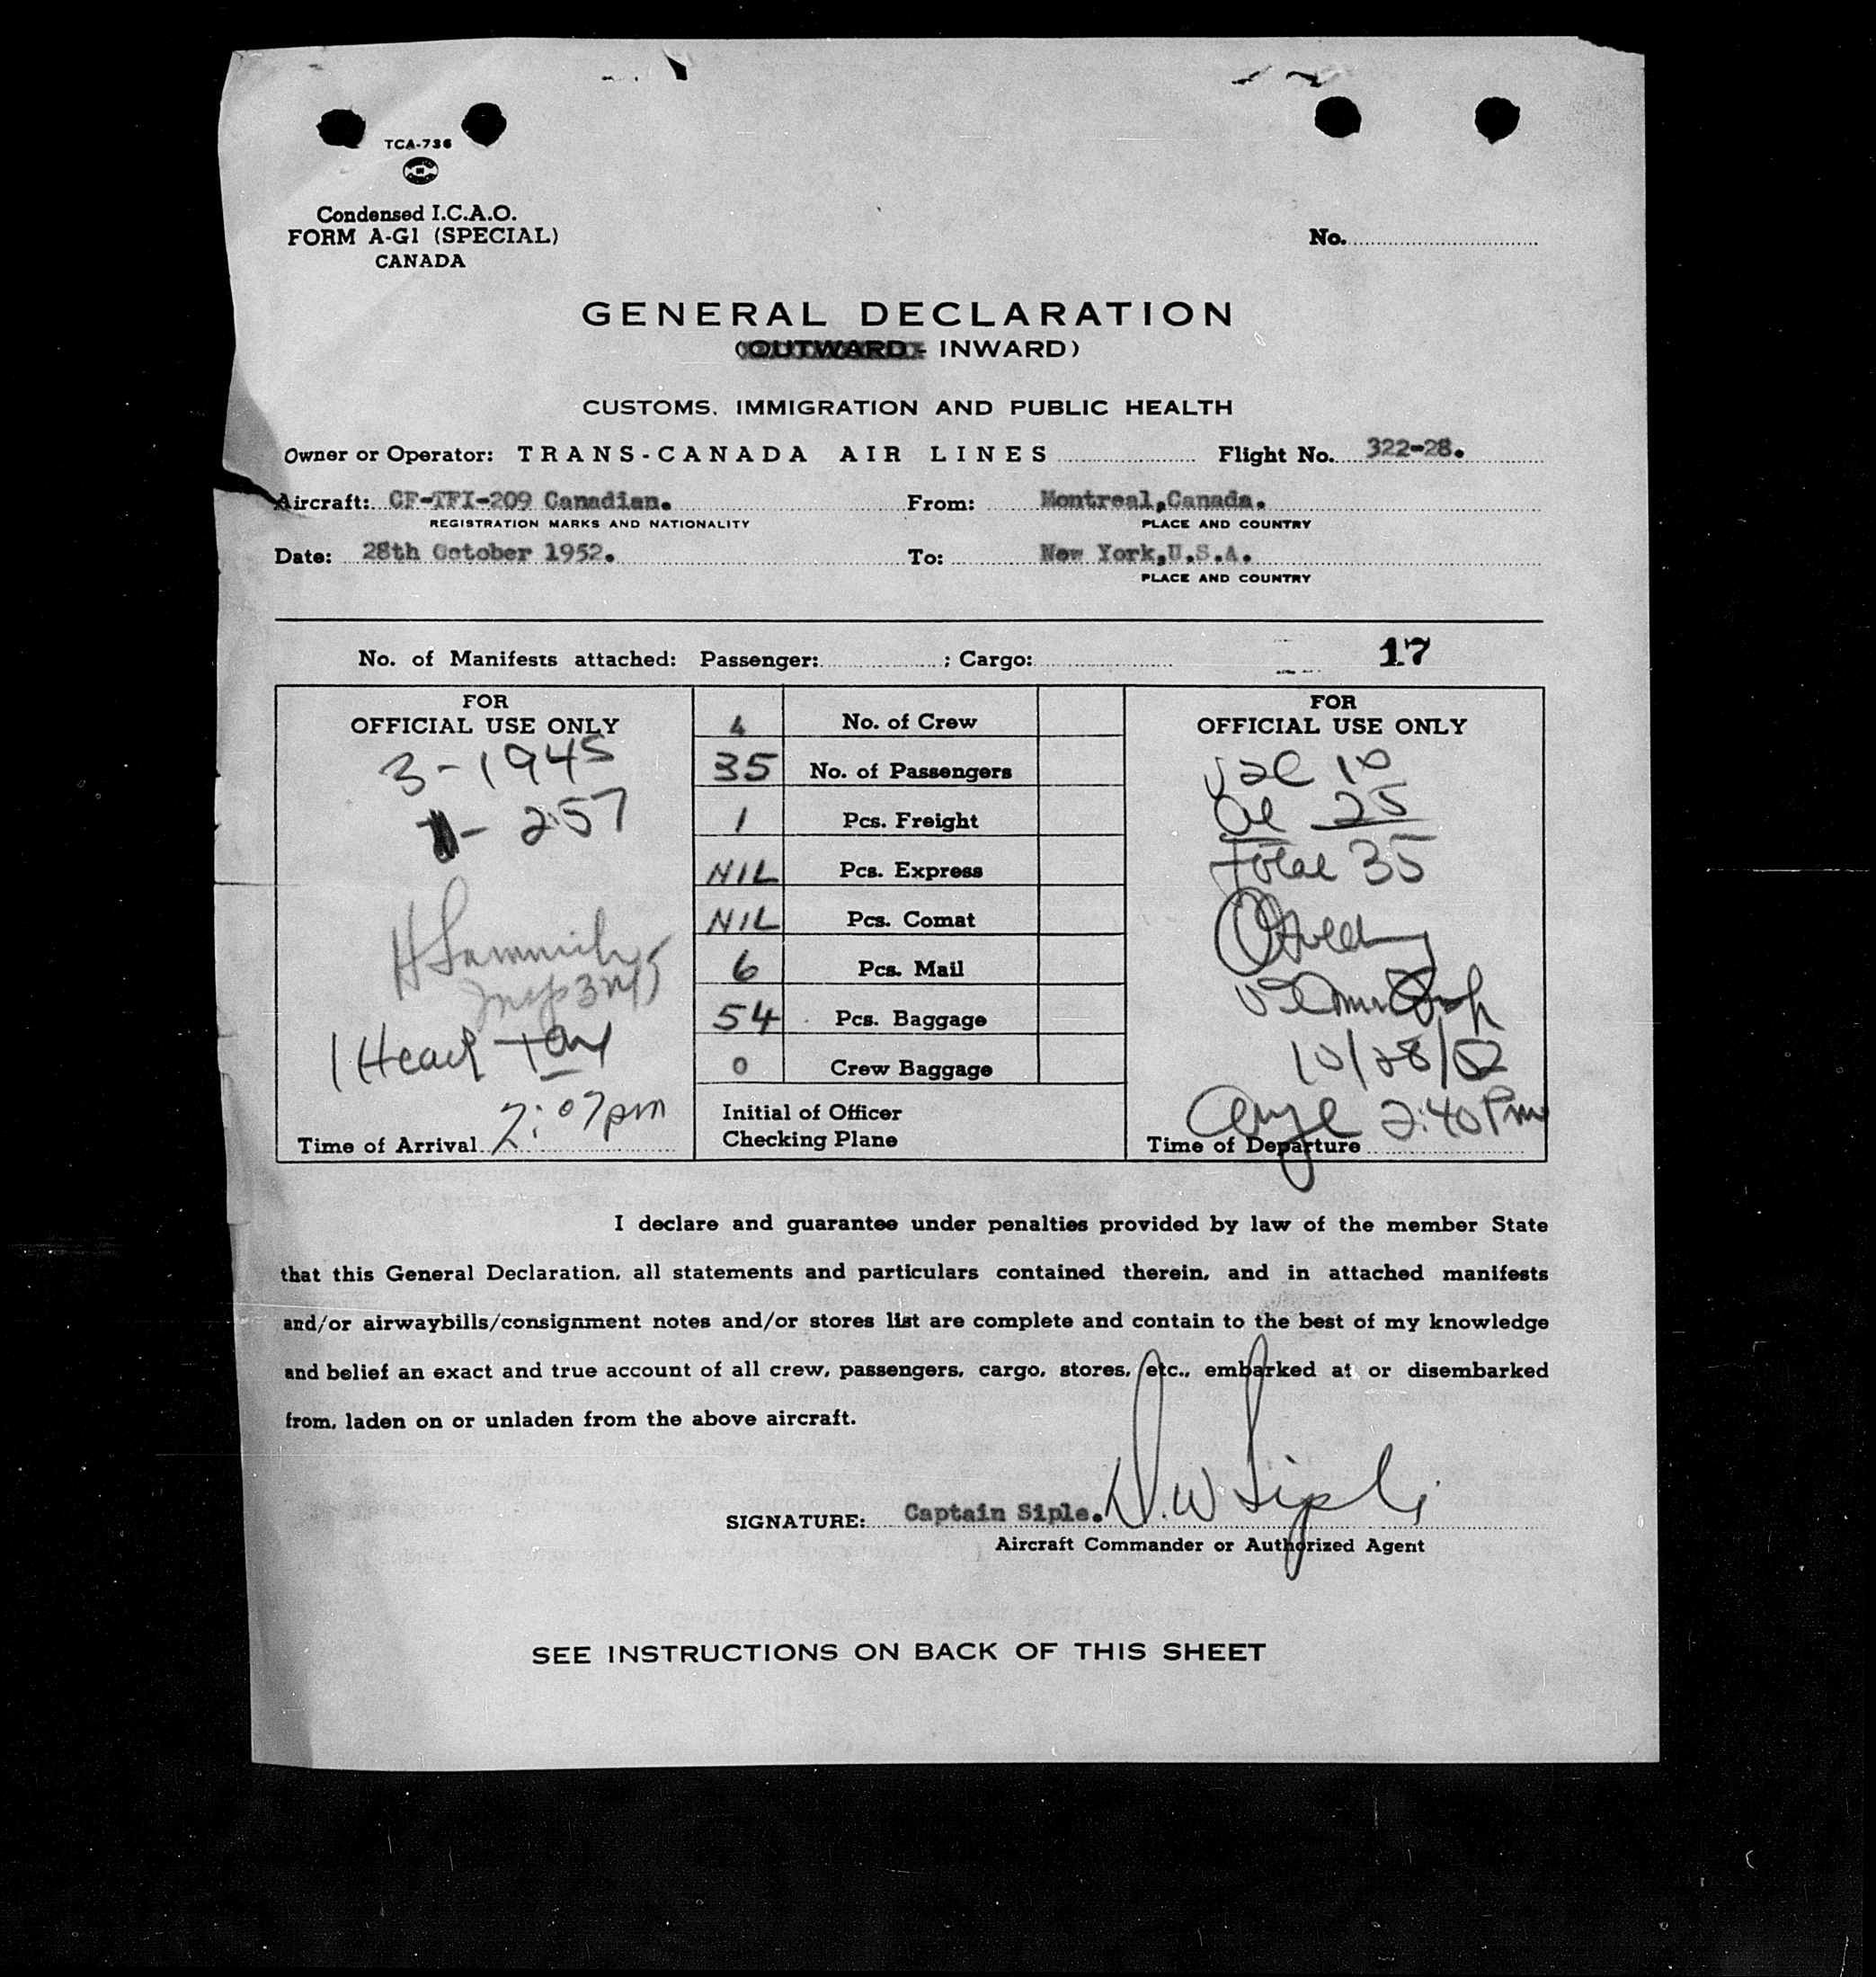 TCA-736
Condensed I.C.A.O.
FORM A-G1 (SPECIAL)
CANADA
No.
GENERAL DECLARATION
(OUTWARD - INWARD)
CUSTOMS, IMMIGRATION AND PUBLIC HEALTH
Owner or Operator: TRANS-CANADA AIR LINES Flight No. 322-28.
Aircraft: CF-TFI-209 Canadian. From: Montreal,Canada.
REGISTRATION MARKS AND NATIONALITY PLACE AND COUNTRY
Date: 28th October 1952. To: New York,U.S.A.
PLACE AND COUNTRY
No. of Manifests attached: Passenger: ; Cargo: 17
FOR
OFFICIAL USE ONLY
3-1945
- 257
H
1 Head Tax
Time of Arrival 2:07pm
4 No. of Crew
35 No. of Passengers
1 Pcs. Freight
NIL Pcs. Express
NIL Pcs. Comat
6 Pcs. Mail
54 Pcs. Baggage
0 Crew Baggage
Initial of Officer
Checking Plane
FOR
OFFICIAL USE ONLY
USC 10
Al 25
Total 35
10/28/52
2:40 Pm
Time of Departure
I declare and guarantee under penalties provided by law of the member State
that this General Declaration, all statements and particulars contained therein, and in attached manifests
and/or airwaybills/consignment notes and/or stores list are complete and contain to the best of my knowledge
and belief an exact and true account of all crew, passengers, cargo, stores, etc., embarked at or disembarked
from, laden on or unladen from the above aircraft.
SIGNATURE: Captain Siple. D.W Siple
Aircraft Commander or Authorized Agent
SEE INSTRUCTIONS ON BACK OF THIS SHEET